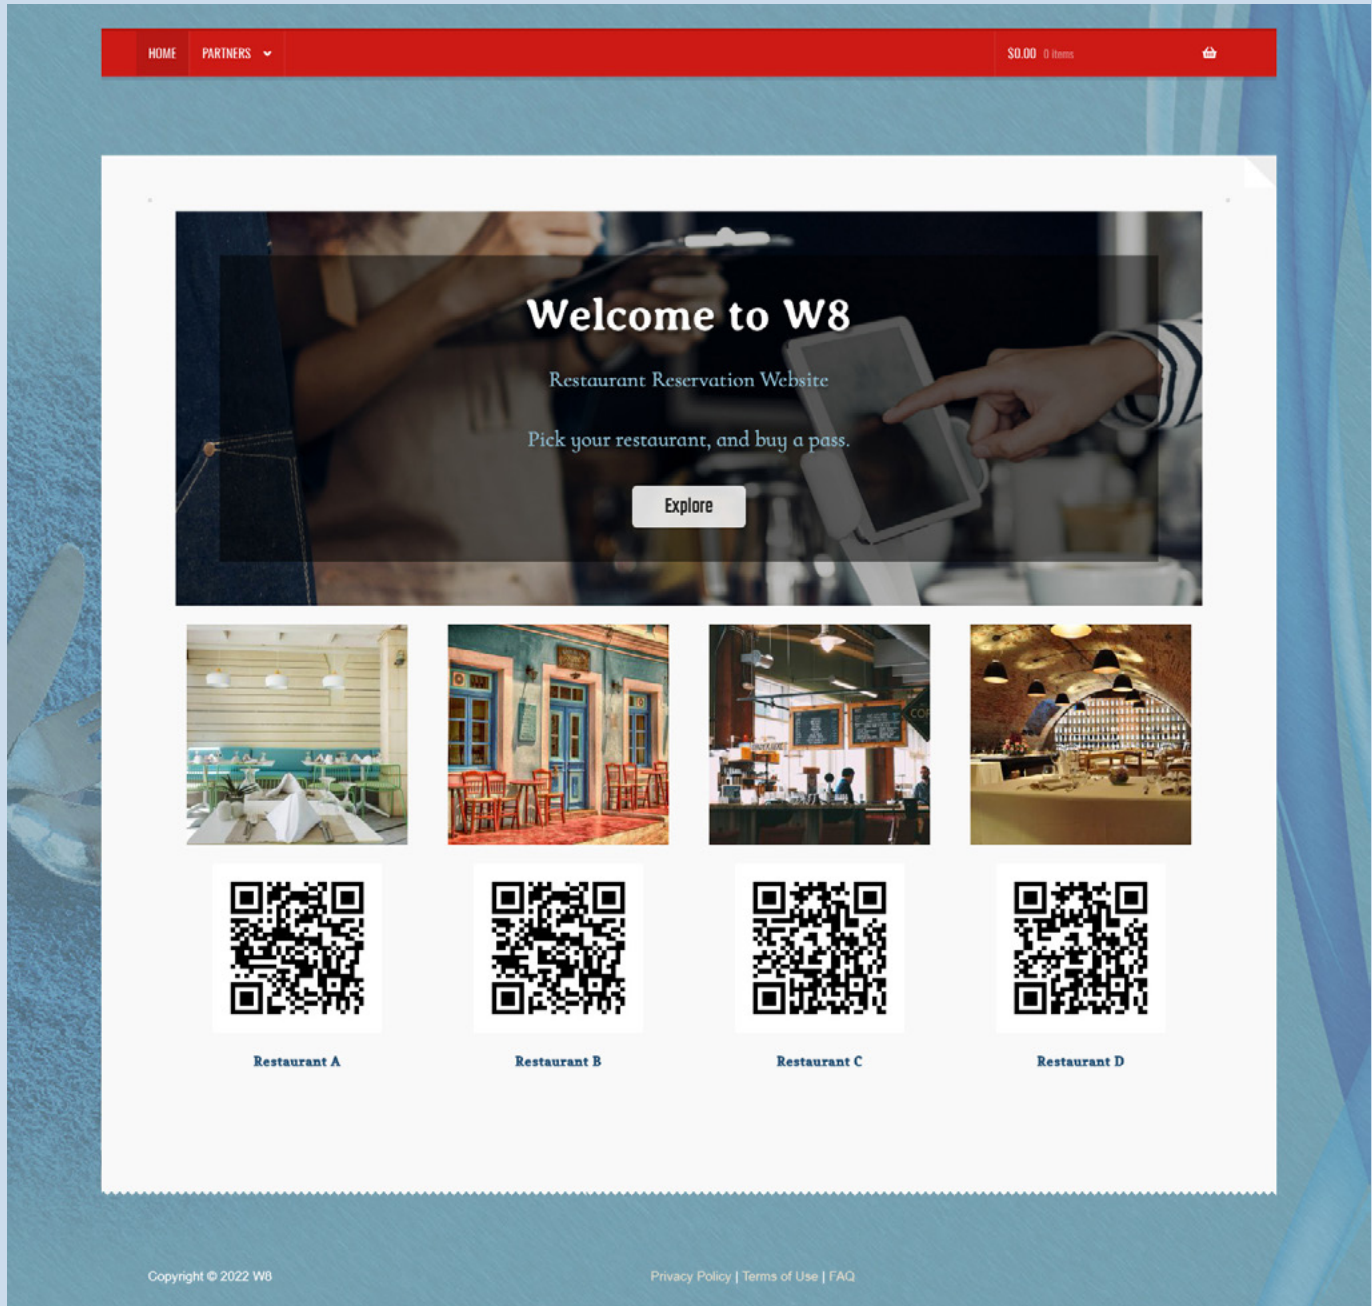 HOME PARTNERS $0.00 0 items
Welcome to W8
Restaurant Reservation Website
Pick your restaurant, and buy a pass.
Explore
Restaurant A Restaurant B Restaurant C Restaurant D
Copyright © 2022 W8 Privacy Policy | Terms of Use | FAQ